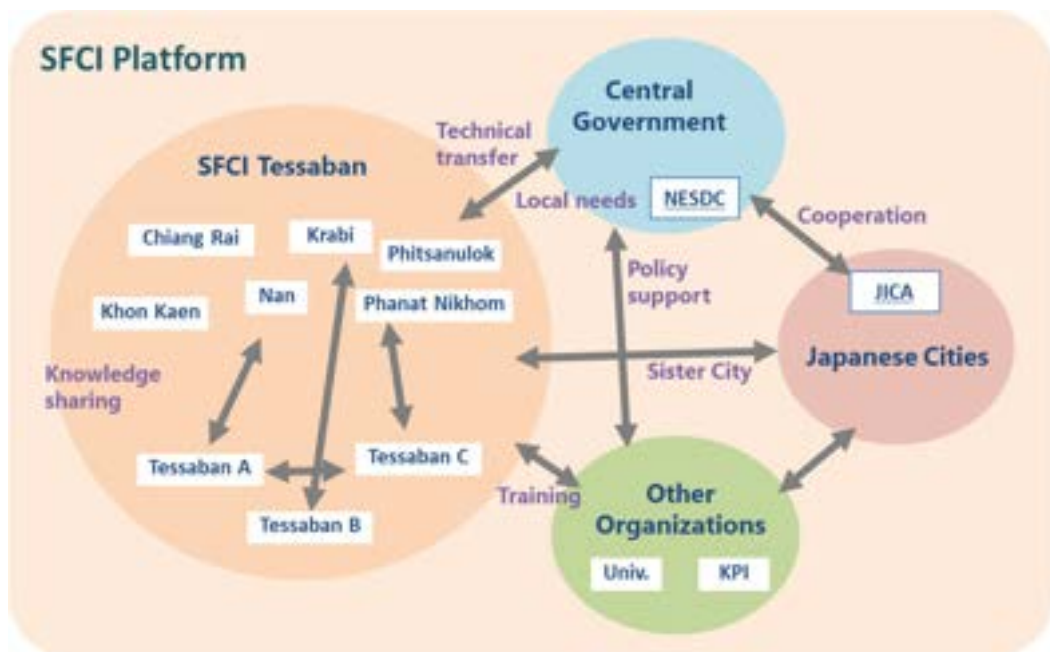 SFCI Platform
Central
Government
Technical
transfer
SFCI Tessaban
Local needs
NESDC
Cooperation
Chiang Rai
Krabi
Phitsanulok
Policy
support
JICA
Khon Kaen
Nan
Phanat Nikhom
Japanese Cities
Knowledge
sharing
Sister City
Tessaban A
Tessaban C
Training
Other
Organizations
Tessaban B
Univ.
KPI